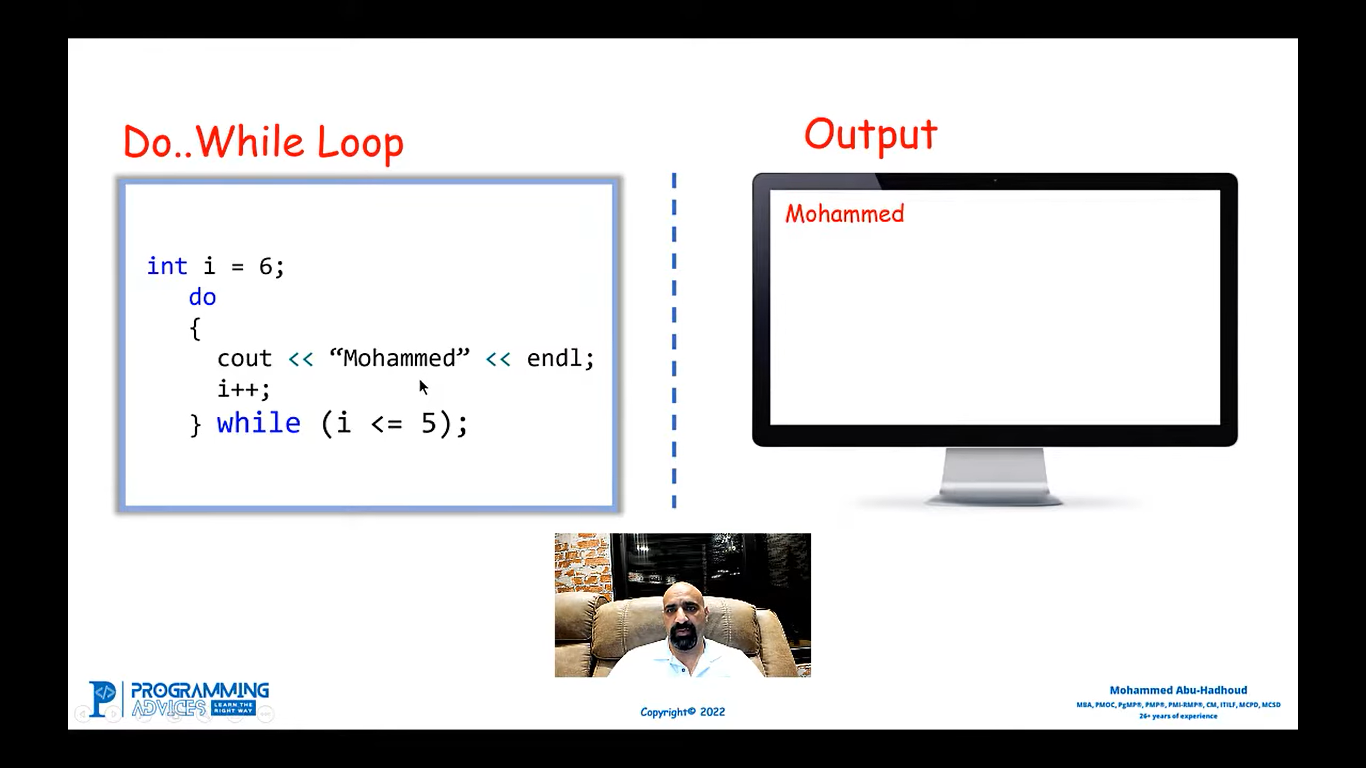 Do..While Loop
int i = 6;
do
{
cout << “Mohammed” << endl;
i++;
} while (i <= 5);
Output
Mohammed
PROGRAMMING
ADVICES
LEARN THE
RIGHT WAY
Copyright© 2022
Mohammed Abu-Hadhoud
MBA, PMOC, PgMP®, PMP®, PMI-RMP®, CM, ITILF, MCPD, MCSD
26+ years of experience